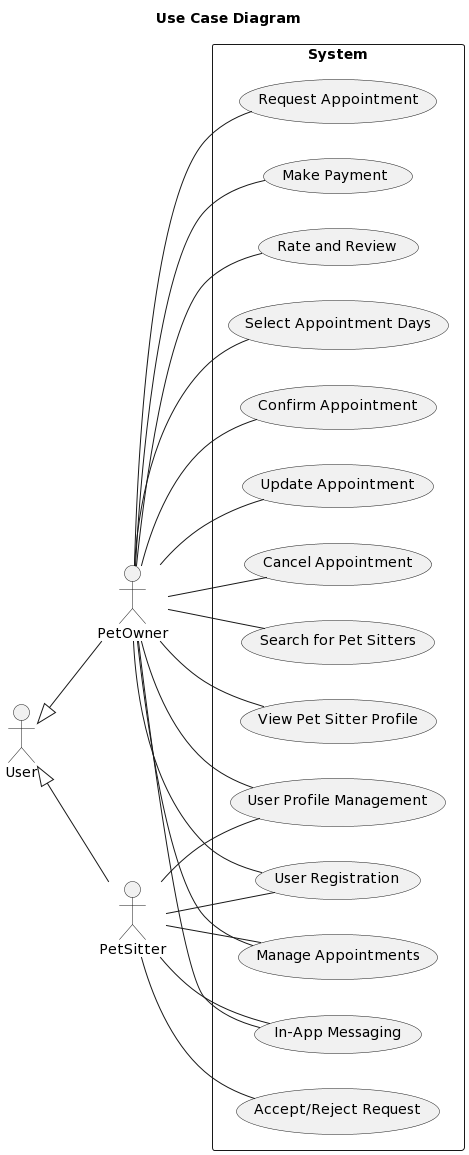 Use Case Diagram
System
Request Appointment
Make Payment
Rate and Review
Select Appointment Days
Confirm Appointment
Update Appointment
Cancel Appointment
PetOwner
Search for Pet Sitters
View Pet Sitter Profile
User
User Profile Management
User Registration
PetSitter
Manage Appointments
In-App Messaging
Accept/Reject Request